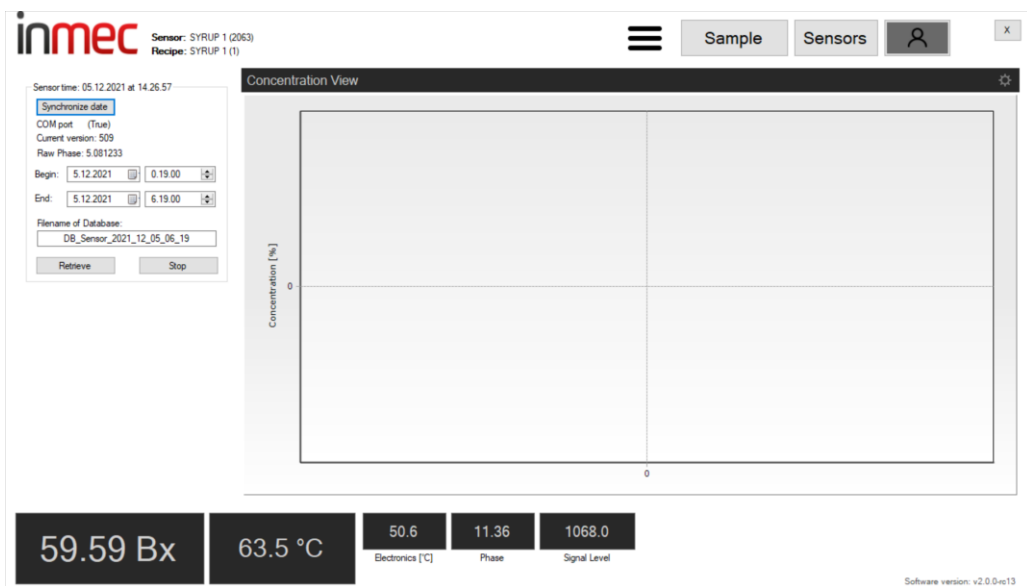 inmec
Sensor: SYRUP 1 (2063)
Recipe: SYRUP 1 (1)
Sample
Sensors
X
Sensor time: 05.12.2021 at 14.26.57
Synchronize date
COM port (True)
Current version: 509
Raw Phase: 5.081233
Begin: 5.12.2021 0.19.00
End: 5.12.2021 6.19.00
Filename of Database:
DB_Sensor_2021_12_05_06_19
Retrieve Stop
Concentration View
Concentration [%]
0
0
59.59 Bx
63.5 °C
50.6
Electronics [°C]
11.36
Phase
1068.0
Signal Level
Software version: v2.0.0-rc13